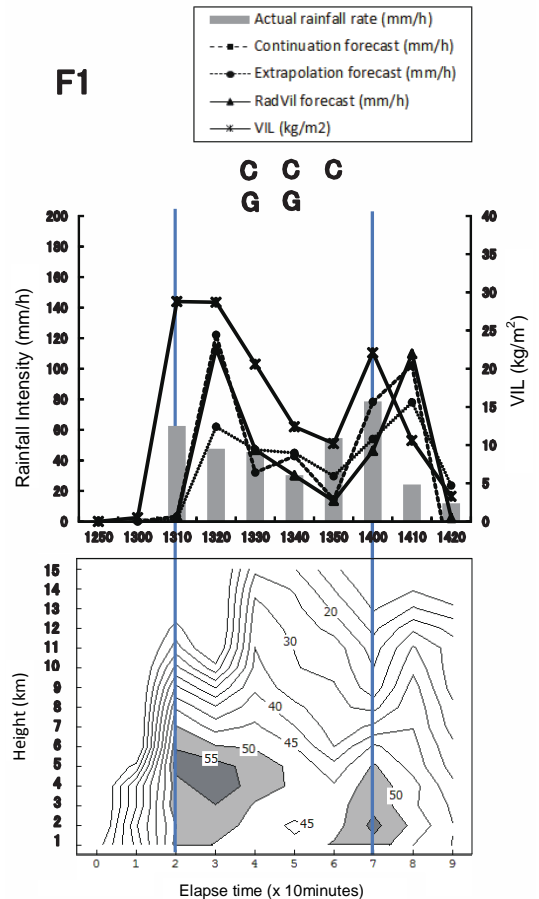 Actual rainfall rate (mm/h)
Continuation forecast (mm/h)
Extrapolation forecast (mm/h)
RadVil forecast (mm/h)
VIL (kg/m2)
F1
C C C
G G
200 40
180 35
160 30
140 25
120 20
100 15
80 10
60 5
40 0
20
0
Rainfall Intensity (mm/h)
VIL (kg/m2)
1250 1300 1310 1320 1330 1340 1350 1400 1410 1420
15
14
13
12
11
10
9
8
7
6
5
4
3
2
1
Height (km)
20
30
40
45
50
55
50
45
0 1 2 3 4 5 6 7 8 9
Elapse time (x 10minutes)